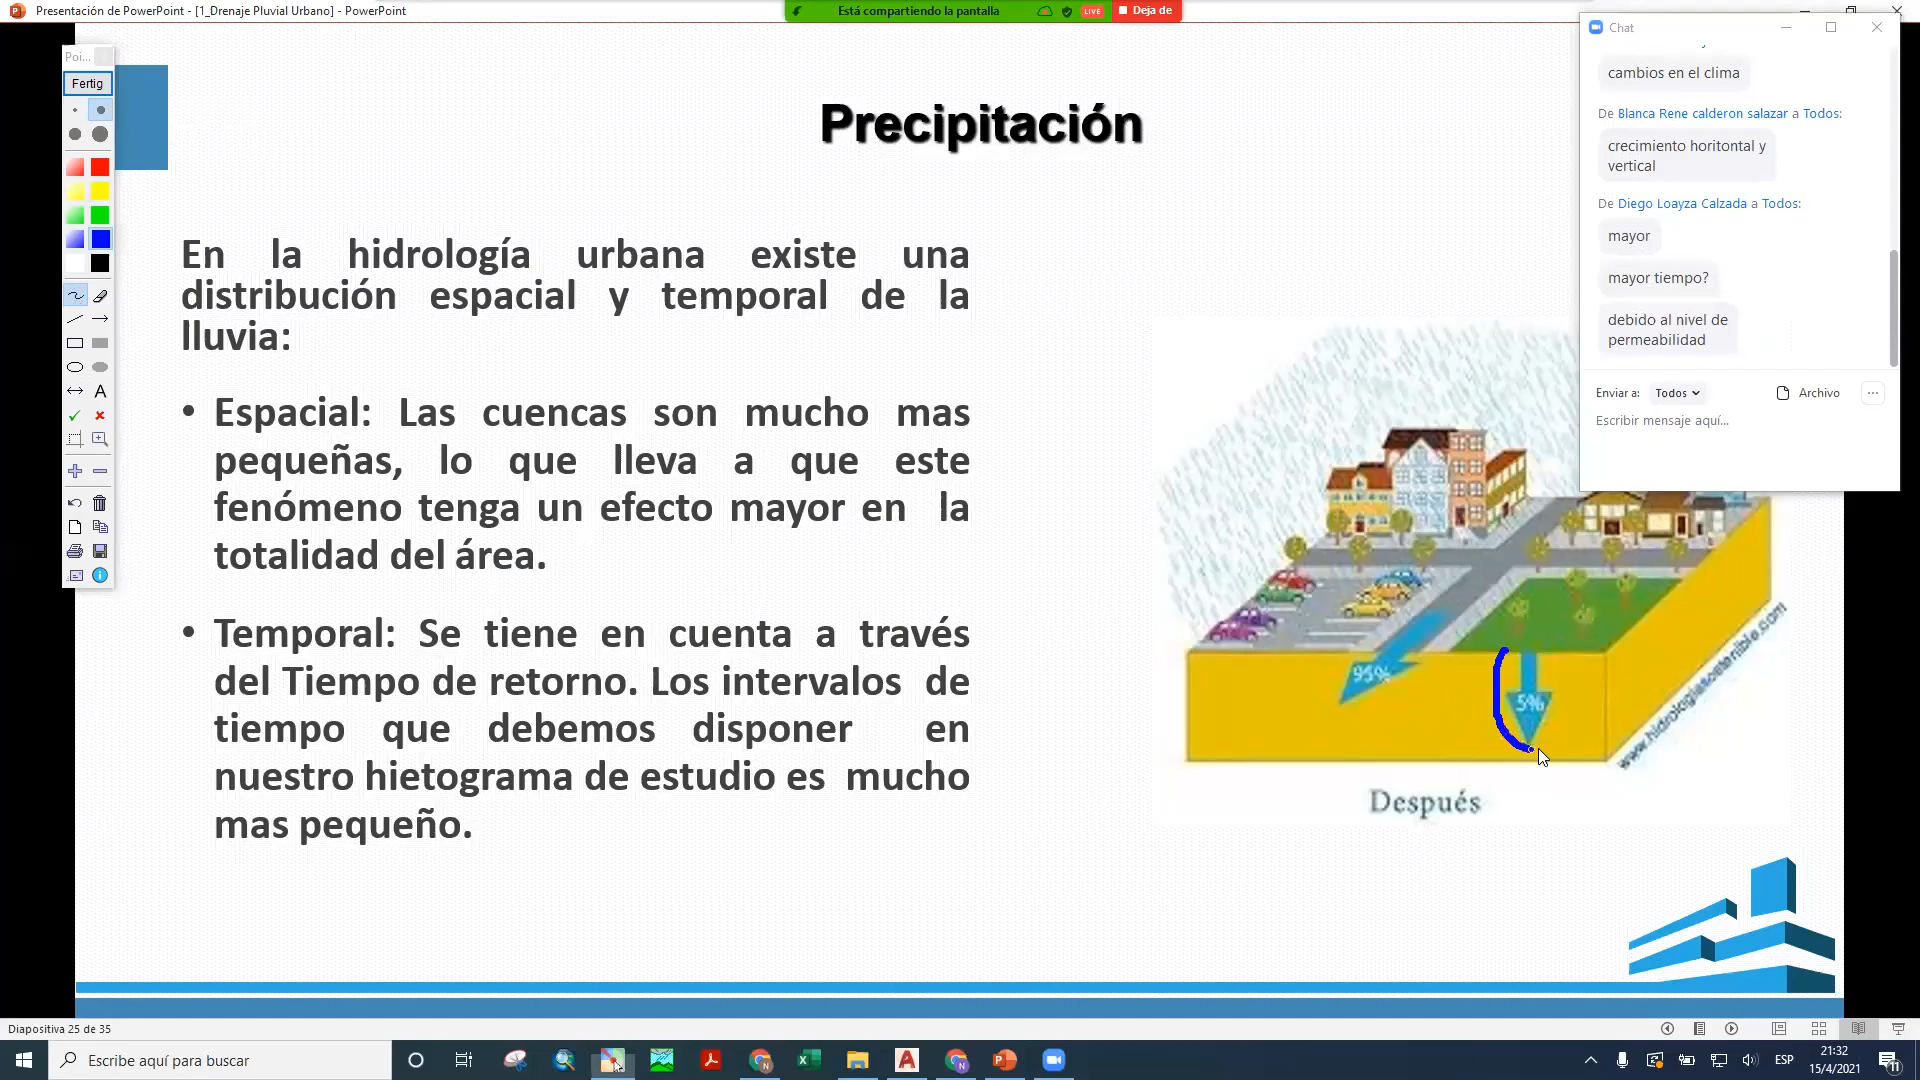 Presentación de PowerPoint - [1_Drenaje Pluvial Urbano] - PowerPoint
Está compartiendo la pantalla
LIVE
Deja de
Poi...
Fertig
A
Precipitación
En la hidrología urbana existe una
distribución espacial y temporal de la
lluvia:
• Espacial: Las cuencas son mucho mas
pequeñas, lo que lleva a que este
fenómeno tenga un efecto mayor en la
totalidad del área.
• Temporal: Se tiene en cuenta a través
del Tiempo de retorno. Los intervalos de
tiempo que debemos disponer en
nuestro hietograma de estudio es mucho
mas pequeño.
95%
5%
www.hidrologiasostenible.com
Después
Chat
cambios en el clima
De Blanca Rene calderon salazar a Todos:
crecimiento horitontal y
vertical
De Diego Loayza Calzada a Todos:
mayor
mayor tiempo?
debido al nivel de
permeabilidad
Enviar a: Todos
Archivo
Escribir mensaje aquí...
Diapositiva 25 de 35
Escribe aquí para buscar
ESP
21:32
15/4/2021
11